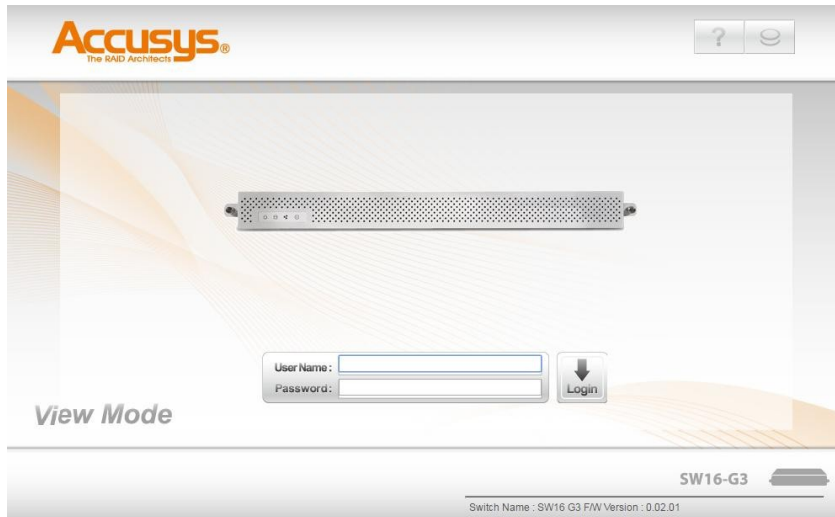 Accusys®
The RAID Architects
?
User Name :
Password :
Login
View Mode
SW16-G3
Switch Name : SW16 G3 F/W Version : 0.02.01